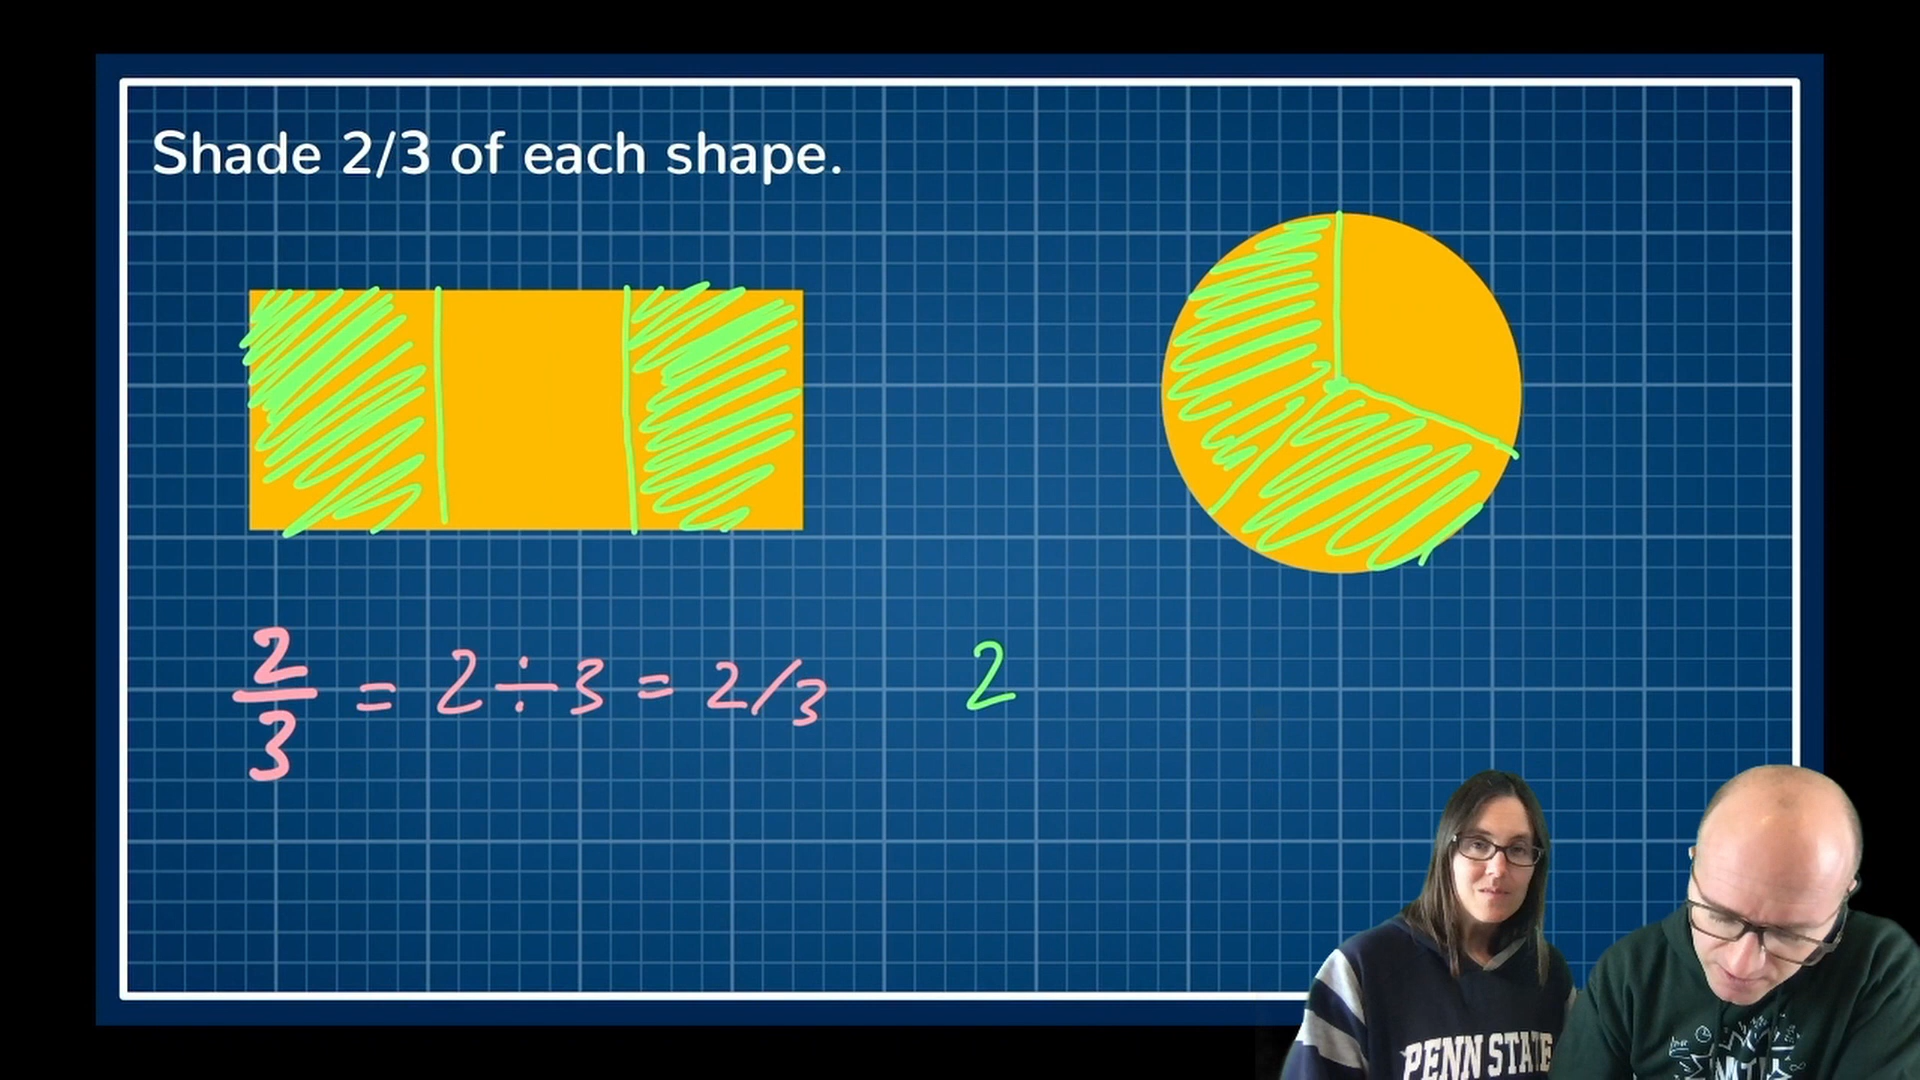 Shade 2/3 of each shape.
2/3 = 2÷3 = 2/3 2
PENN STATE